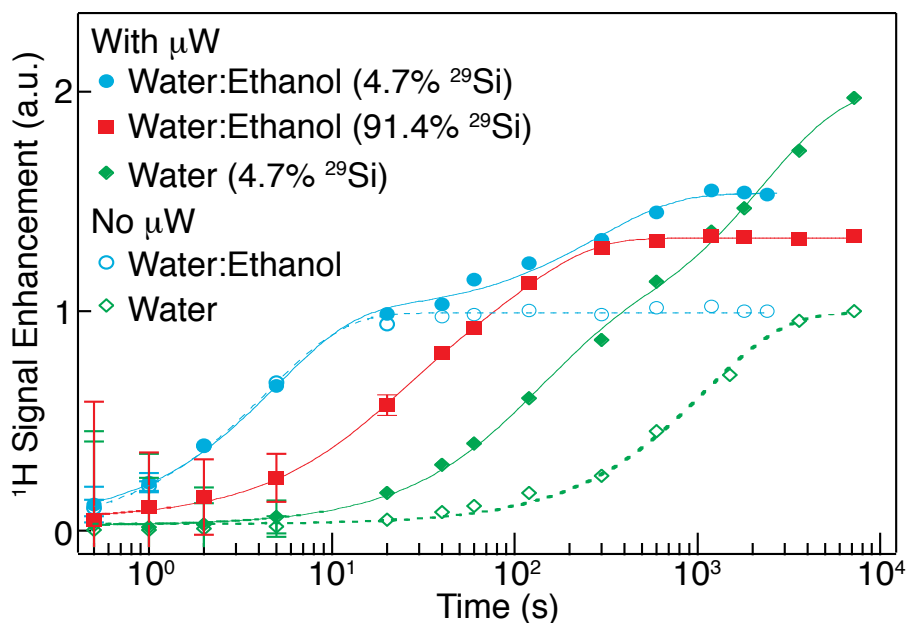 With μW
Water:Ethanol (4.7% ²⁹Si)
Water:Ethanol (91.4% ²⁹Si)
Water (4.7% ²⁹Si)
No μW
Water:Ethanol
Water
¹H Signal Enhancement (a.u.)
2
1
0
10⁰ 10¹ 10² 10³ 10⁴
Time (s)